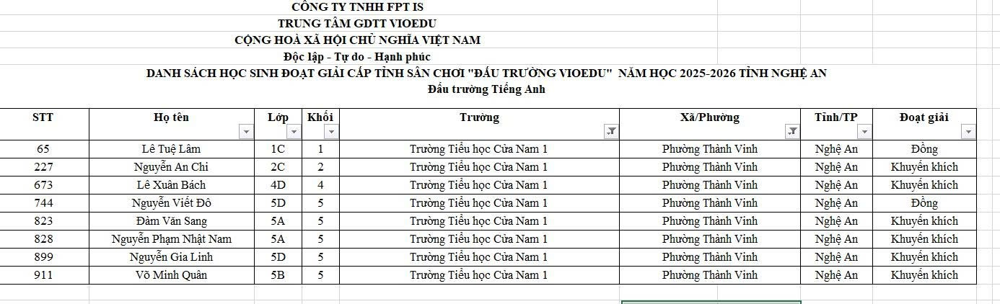 CÔNG TY TNHH FPT IS
TRUNG TÂM GDTT VIOEDU
CỘNG HOÀ XÃ HỘI CHỦ NGHĨA VIỆT NAM
Độc lập - Tự do - Hạnh phúc
DANH SÁCH HỌC SINH ĐOẠT GIẢI CẤP TỈNH SÂN CHƠI "ĐẤU TRƯỜNG VIOEDU" NĂM HỌC 2025-2026 TỈNH NGHỆ AN
Đấu trường Tiếng Anh
STT Họ tên Lớp Khối Trường Xã/Phường Tỉnh/TP Đoạt giải
65 Lê Tuệ Lâm 1C 1 Trường Tiểu học Cửa Nam 1 Phường Thành Vinh Nghệ An Đồng
227 Nguyễn An Chi 2C 2 Trường Tiểu học Cửa Nam 1 Phường Thành Vinh Nghệ An Khuyến khích
673 Lê Xuân Bách 4D 4 Trường Tiểu học Cửa Nam 1 Phường Thành Vinh Nghệ An Khuyến khích
744 Nguyễn Viết Đô 5D 5 Trường Tiểu học Cửa Nam 1 Phường Thành Vinh Nghệ An Đồng
823 Đàm Văn Sang 5A 5 Trường Tiểu học Cửa Nam 1 Phường Thành Vinh Nghệ An Khuyến khích
828 Nguyễn Phạm Nhật Nam 5A 5 Trường Tiểu học Cửa Nam 1 Phường Thành Vinh Nghệ An Khuyến khích
899 Nguyễn Gia Linh 5D 5 Trường Tiểu học Cửa Nam 1 Phường Thành Vinh Nghệ An Khuyến khích
911 Võ Minh Quân 5B 5 Trường Tiểu học Cửa Nam 1 Phường Thành Vinh Nghệ An Khuyến khích